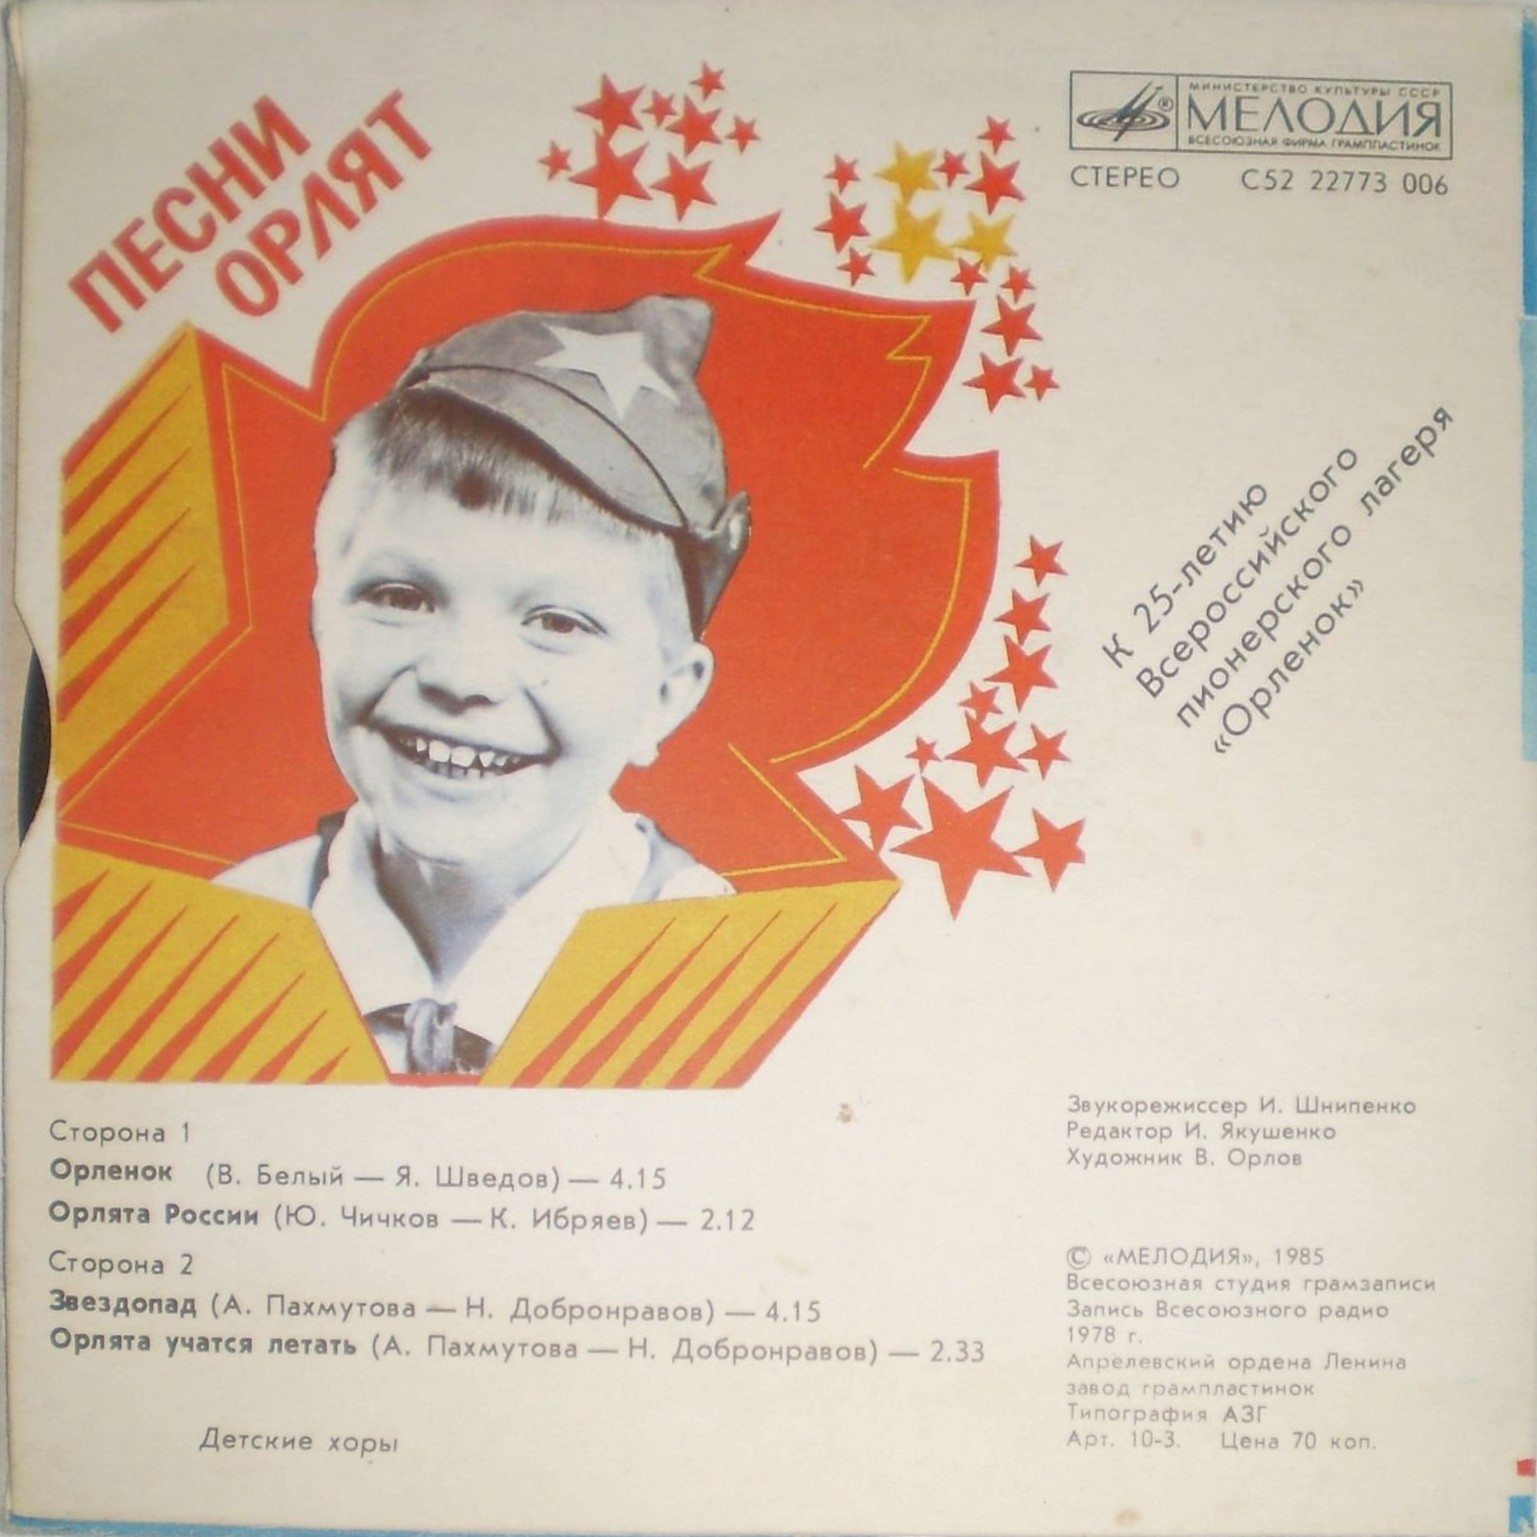 ПЕСНИ
ОРЛЯТ
МИНИСТЕРСТВО КУЛЬТУРЫ СССР
МЕЛОДИЯ
ВСЕСОЮЗНАЯ ФИРМА ГРАМПЛАСТИНОК
СТЕРЕО С52 22773 006
К 25-летию
Всероссийского
пионерского лагеря
«Орленок»
Сторона 1
Орленок (В. Белый — Я. Шведов) — 4.15
Орлята России (Ю. Чичков — К. Ибряев) — 2.12
Сторона 2
Звездопад (А. Пахмутова — Н. Добронравов) — 4.15
Орлята учатся летать (А. Пахмутова — Н. Добронравов) — 2.33
Детские хоры
Звукорежиссер И. Шнипенко
Редактор И. Якушенко
Художник В. Орлов
© «МЕЛОДИЯ», 1985
Всесоюзная студия грамзаписи
Запись Всесоюзного радио
1978 г.
Апрелевский ордена Ленина
завод грампластинок
Типография АЗГ
Арт. 10-3. Цена 70 коп.